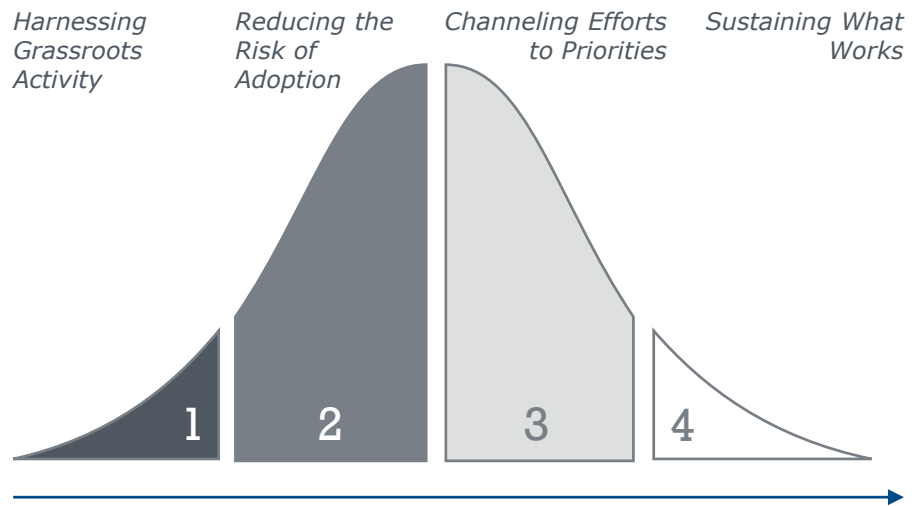 Harnessing
Grassroots
Activity
Reducing the
Risk of
Adoption
Channeling Efforts
to Priorities
Sustaining What
Works
1
2
3
4